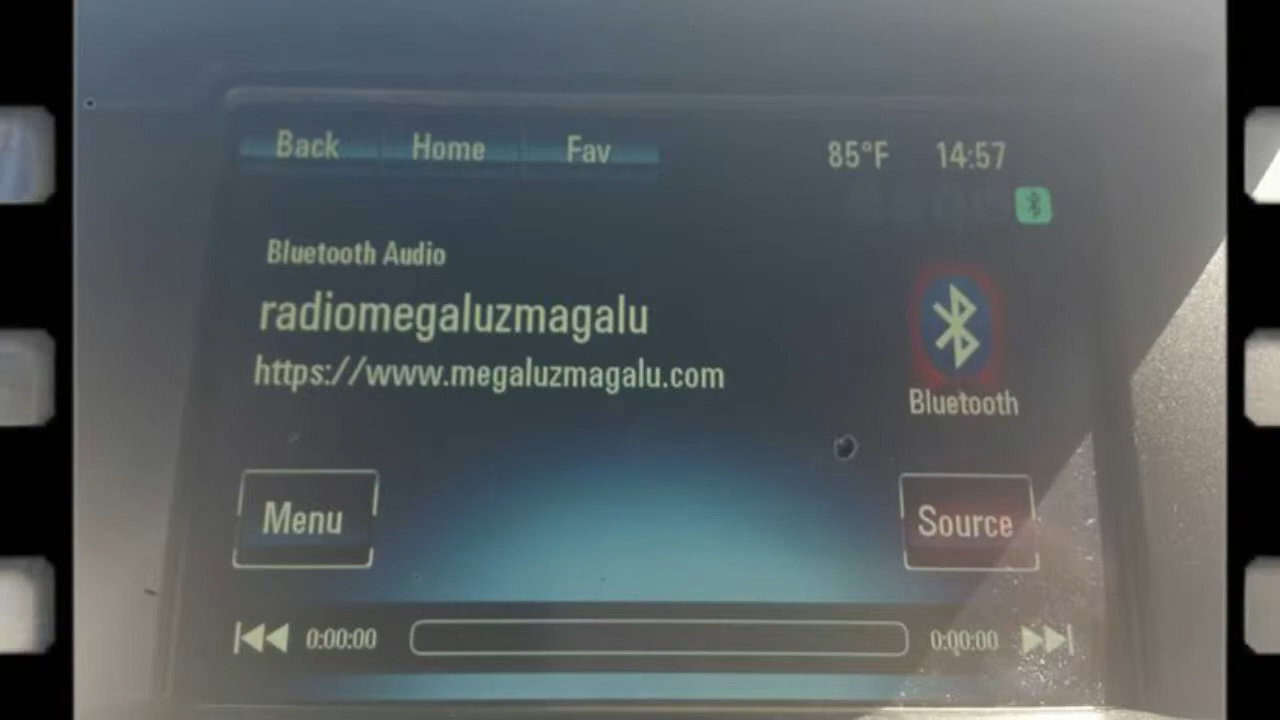 Back Home Fav 85°F 14:57
Bluetooth Audio
radiomegaluzmagalu
https://www.megaluzmagalu.com
Bluetooth
Menu Source
0:00:00 0:00:00